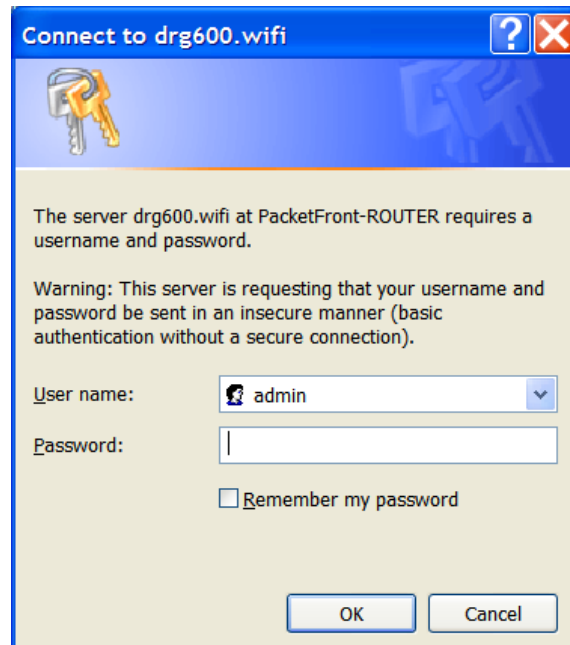 Connect to drg600.wifi
The server drg600.wifi at PacketFront-ROUTER requires a
username and password.
Warning: This server is requesting that your username and
password be sent in an insecure manner (basic
authentication without a secure connection).
User name:
admin
Password:
Remember my password
OK
Cancel